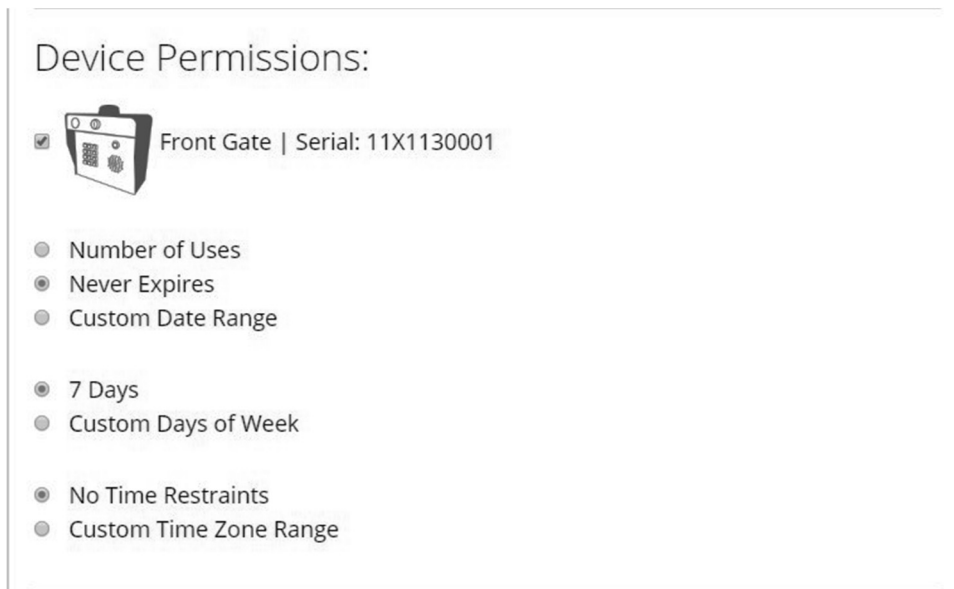 Device Permissions:
Front Gate | Serial: 11X1130001
Number of Uses
Never Expires
Custom Date Range
7 Days
Custom Days of Week
No Time Restraints
Custom Time Zone Range